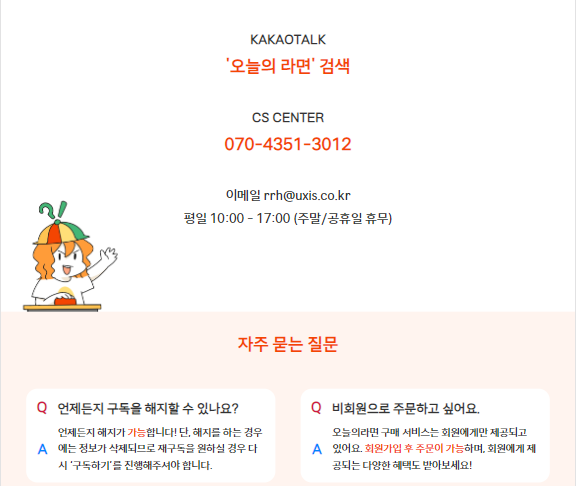 KAKAOTALK
'오늘의 라면' 검색
CS CENTER
070-4351-3012
이메일 rrh@uxis.co.kr
평일 10:00 - 17:00 (주말/공휴일 휴무)
자주 묻는 질문
Q 언제든지 구독을 해지할 수 있나요?
A 언제든지 해지가 가능합니다! 단, 해지를 하는 경우
에는 정보가 삭제되므로 재구독을 원하실 경우 다
시 '구독하기'를 진행해주셔야 합니다.
Q 비회원으로 주문하고 싶어요.
A 오늘의라면 구매 서비스는 회원에게만 제공되고
있어요. 회원가입 후 주문이 가능하며, 회원에게 제
공되는 다양한 혜택도 받아보세요!